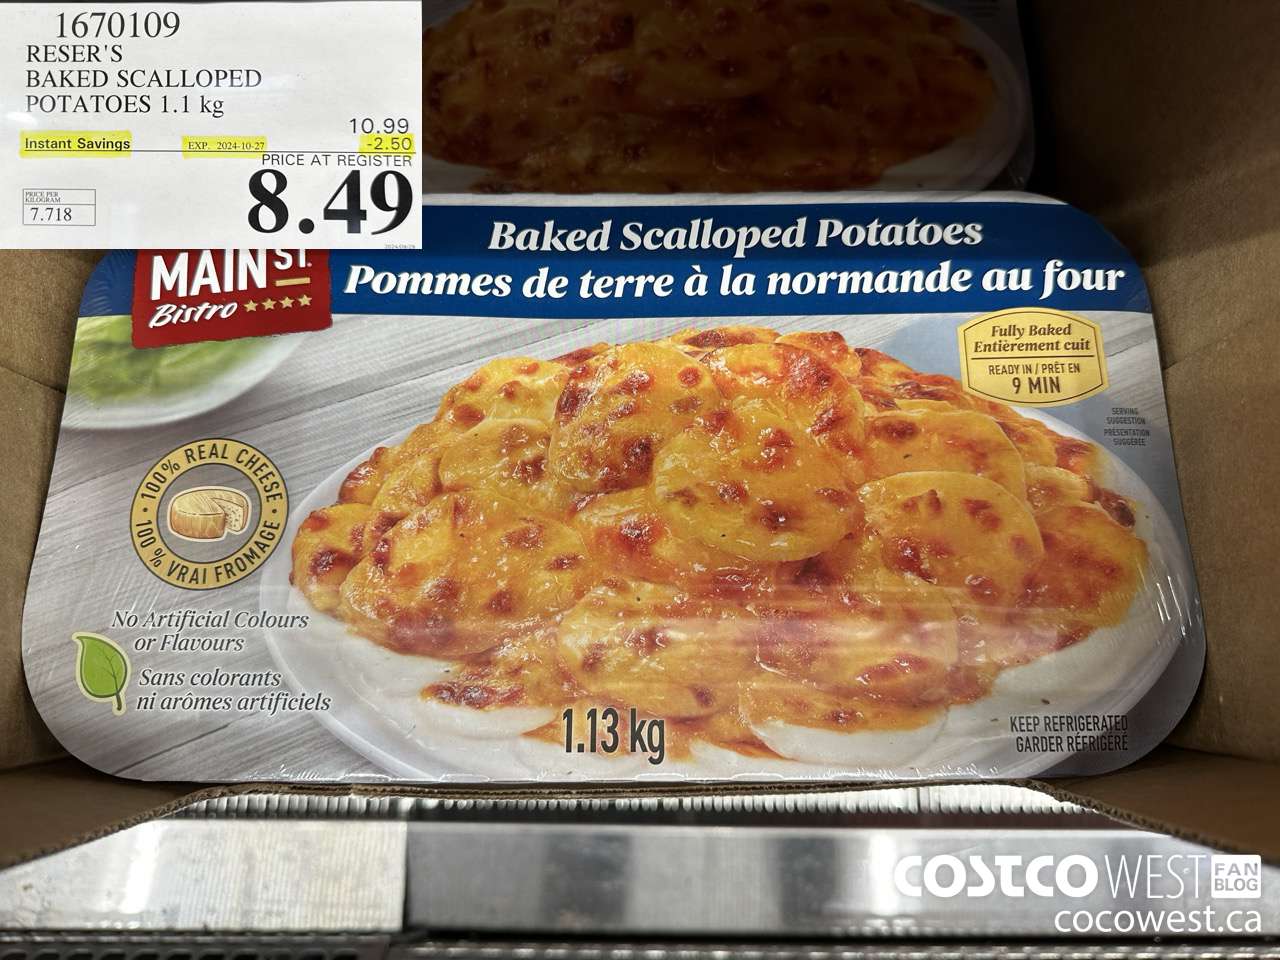 1670109
RESER'S
BAKED SCALLOPED
POTATOES 1.1 kg
10.99
Instant Savings EXP. 2024-10-27 -2.50
PRICE AT REGISTER
8.49
PRICE PER
KILOGRAM
7.718
MAIN ST.
Bistro
Baked Scalloped Potatoes
Pommes de terre à la normande au four
Fully Baked
Entièrement cuit
READY IN / PRÊT EN
9 MIN
SERVING
SUGGESTION
PRÉSENTATION
SUGGÉRÉE
100% REAL CHEESE
100% VRAI FROMAGE
No Artificial Colours
or Flavours
Sans colorants
ni arômes artificiels
1.13 kg
KEEP REFRIGERATED
GARDER RÉFRIGÉRÉ
COSTCO WEST FAN BLOG
cocowest.ca